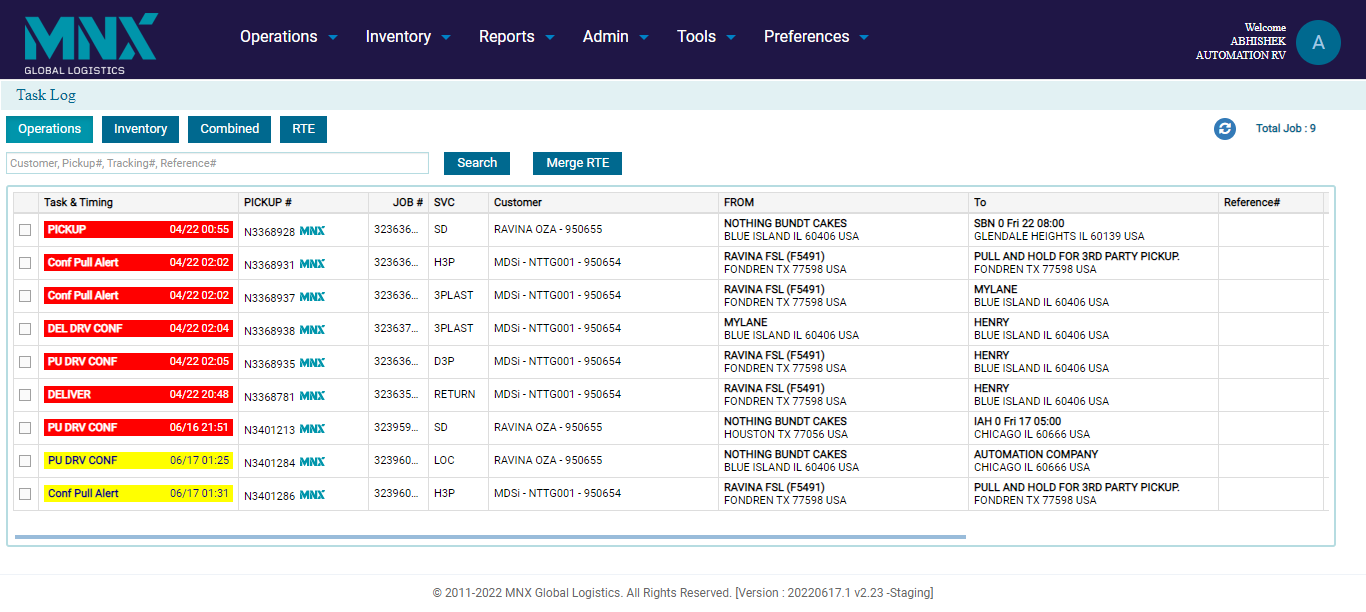 MNX
GLOBAL LOGISTICS
Operations Inventory Reports Admin Tools Preferences
Welcome
ABHISHEK
AUTOMATION RV
A
Task Log
Operations Inventory Combined RTE
Total Job : 9
Customer, Pickup#, Tracking#, Reference#
Search Merge RTE
Task & Timing PICKUP # JOB # SVC Customer FROM To Reference#
PICKUP 04/22 00:55 N3368928 MNX 323636... SD RAVINA OZA - 950655 NOTHING BUNDT CAKES SBN 0 Fri 22 08:00
BLUE ISLAND IL 60406 USA GLENDALE HEIGHTS IL 60139 USA
Conf Pull Alert 04/22 02:02 N3368931 MNX 323636... H3P MDSi - NTTG001 - 950654 RAVINA FSL (F5491) PULL AND HOLD FOR 3RD PARTY PICKUP.
FONDREN TX 77598 USA FONDREN TX 77598 USA
Conf Pull Alert 04/22 02:02 N3368937 MNX 323636... 3PLAST MDSi - NTTG001 - 950654 RAVINA FSL (F5491) MYLANE
FONDREN TX 77598 USA BLUE ISLAND IL 60406 USA
DEL DRV CONF 04/22 02:04 N3368938 MNX 323637... 3PLAST MDSi - NTTG001 - 950654 MYLANE HENRY
BLUE ISLAND IL 60406 USA BLUE ISLAND IL 60406 USA
PU DRV CONF 04/22 02:05 N3368935 MNX 323636... D3P MDSi - NTTG001 - 950654 RAVINA FSL (F5491) HENRY
FONDREN TX 77598 USA BLUE ISLAND IL 60406 USA
DELIVER 04/22 20:48 N3368781 MNX 323635... RETURN MDSi - NTTG001 - 950654 RAVINA FSL (F5491) HENRY
FONDREN TX 77598 USA BLUE ISLAND IL 60406 USA
PU DRV CONF 06/16 21:51 N3401213 MNX 323959... SD RAVINA OZA - 950655 NOTHING BUNDT CAKES IAH 0 Fri 17 05:00
HOUSTON TX 77056 USA CHICAGO IL 60666 USA
PU DRV CONF 06/17 01:25 N3401284 MNX 323960... LOC RAVINA OZA - 950655 NOTHING BUNDT CAKES AUTOMATION COMPANY
BLUE ISLAND IL 60406 USA CHICAGO IL 60666 USA
Conf Pull Alert 06/17 01:31 N3401286 MNX 323960... H3P MDSi - NTTG001 - 950654 RAVINA FSL (F5491) PULL AND HOLD FOR 3RD PARTY PICKUP.
FONDREN TX 77598 USA FONDREN TX 77598 USA
© 2011-2022 MNX Global Logistics. All Rights Reserved. [Version : 20220617.1 v2.23 -Staging]